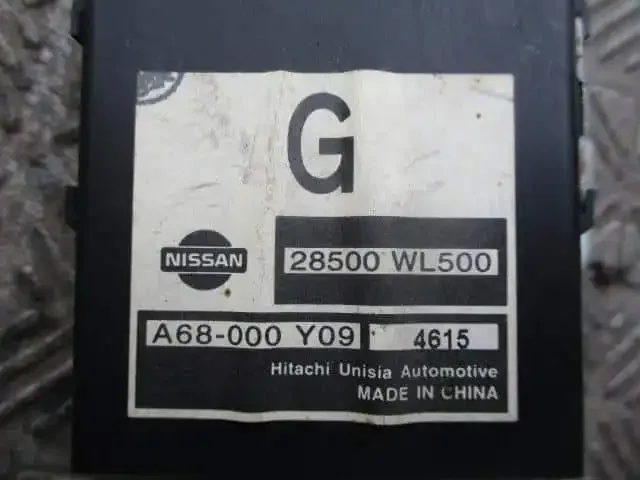 G
NISSAN
28500 WL500
A68-000 Y09 4615
Hitachi Unisia Automotive
MADE IN CHINA